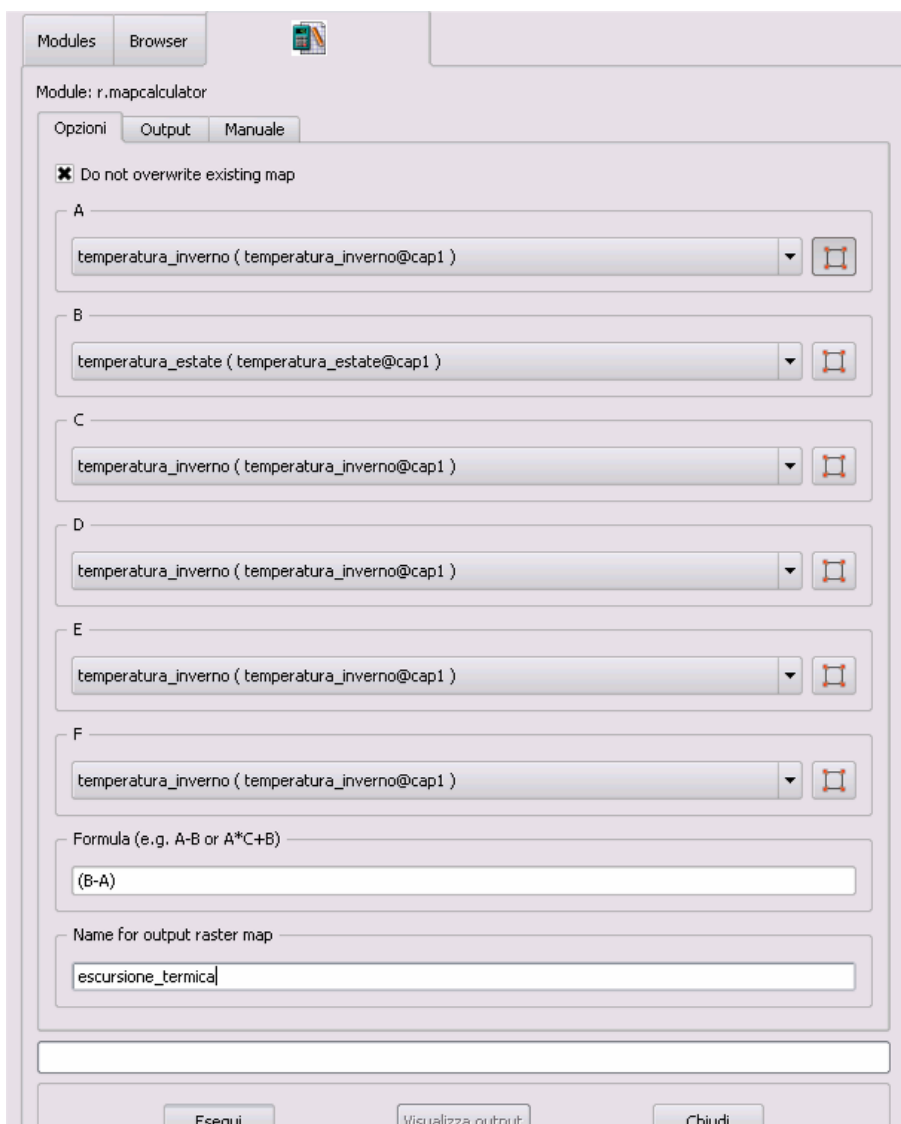 Modules Browser
Module: r.mapcalculator
Opzioni Output Manuale
Do not overwrite existing map
A
temperatura_inverno ( temperatura_inverno@cap1 )
B
temperatura_estate ( temperatura_estate@cap1 )
C
temperatura_inverno ( temperatura_inverno@cap1 )
D
temperatura_inverno ( temperatura_inverno@cap1 )
E
temperatura_inverno ( temperatura_inverno@cap1 )
F
temperatura_inverno ( temperatura_inverno@cap1 )
Formula (e.g. A-B or A*C+B)
(B-A)
Name for output raster map
escursione_termica
Esegui Visualizza output Chiudi